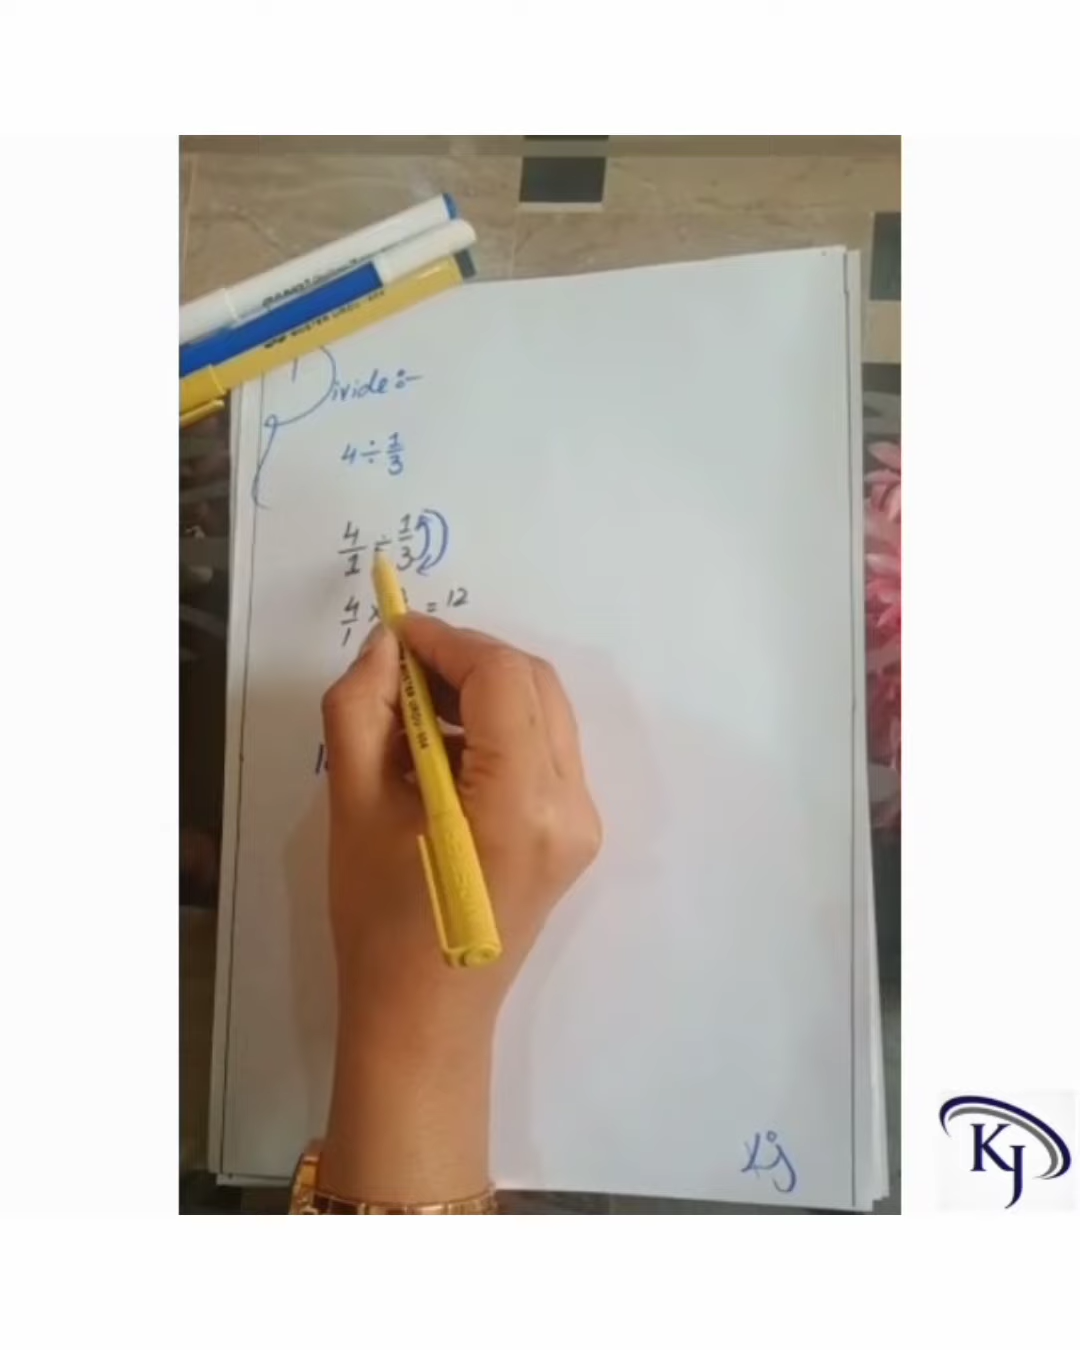 Divide:-
4 ÷ 1/3
4/1 ÷ 1/3
4/1 × = 12
Kj
KJ